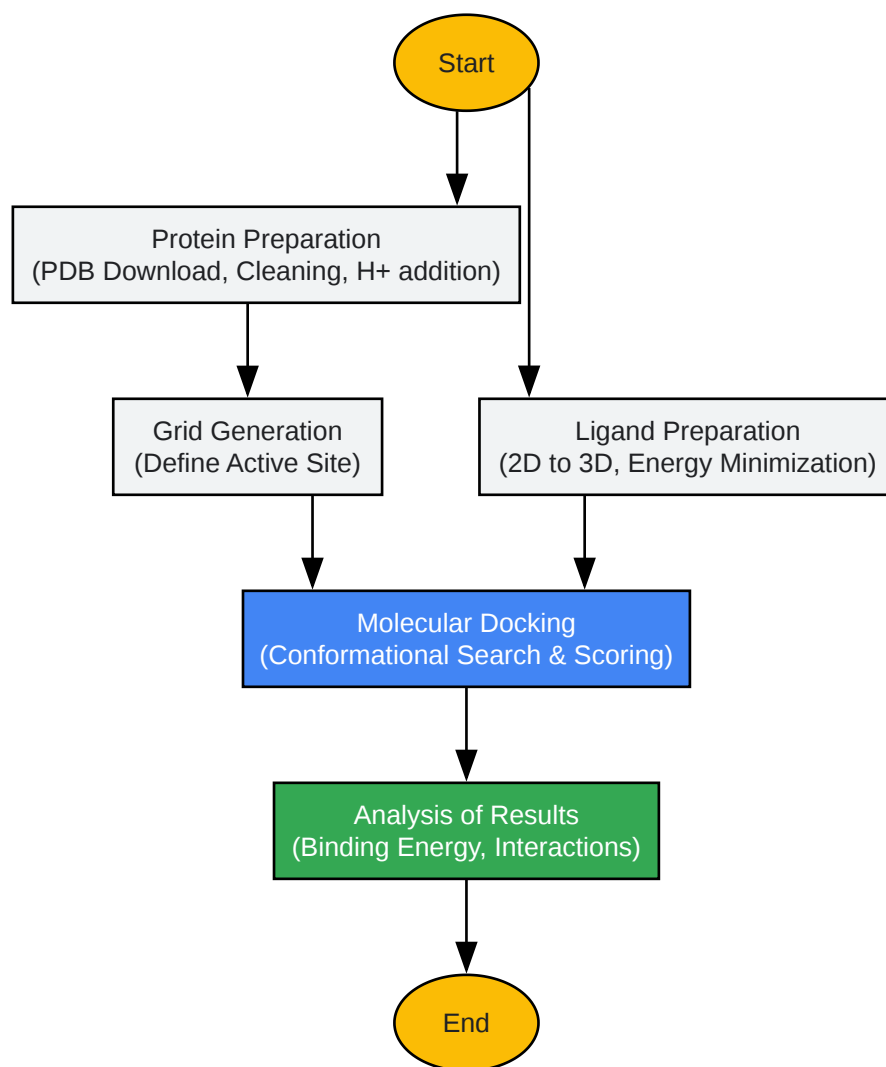 Start
Protein Preparation
(PDB Download, Cleaning, H+ addition)
Grid Generation
(Define Active Site)
Ligand Preparation
(2D to 3D, Energy Minimization)
Molecular Docking
(Conformational Search & Scoring)
Analysis of Results
(Binding Energy, Interactions)
End